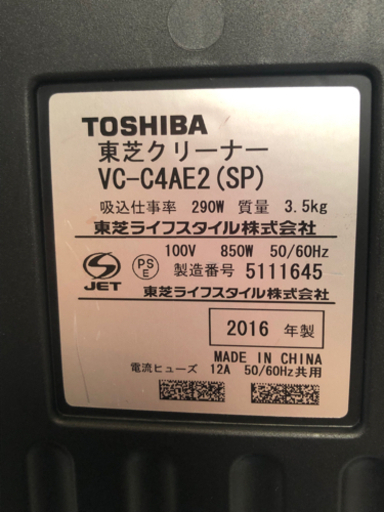 TOSHIBA
東芝クリーナー
VC-C4AE2(SP)
吸込仕事率 290W 質量 3.5kg
東芝ライフスタイル株式会社
100V 850W 50/60Hz
PS
E
製造番号 5111645
JET
東芝ライフスタイル株式会社
2016 年製
MADE IN CHINA
電流ヒューズ 12A 50/60Hz共用